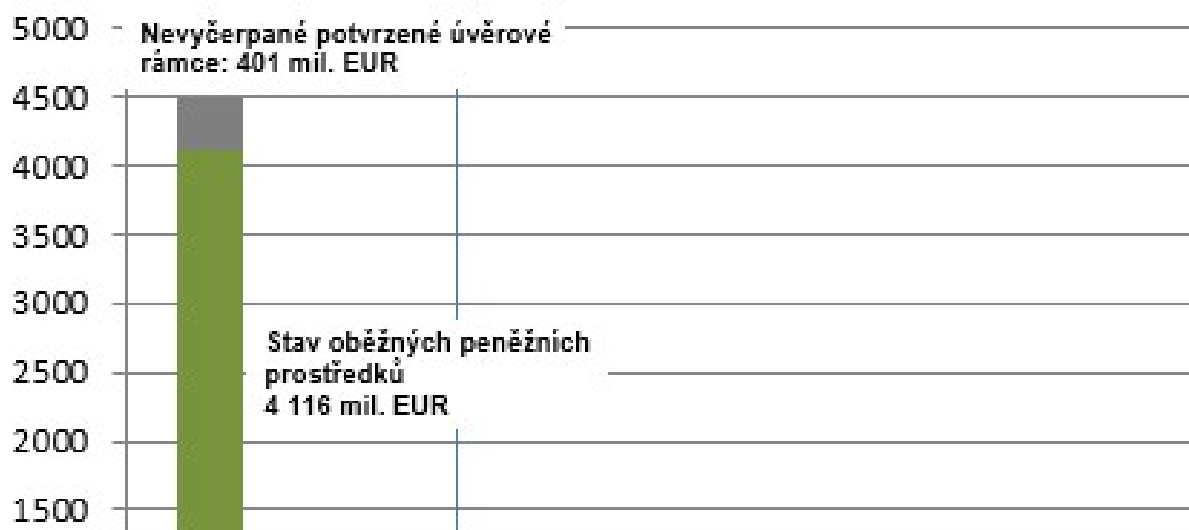 5000
Nevyčerpané potvrzené úvěrové
rámce: 401 mil. EUR
4500
4000
3500
3000
Stav oběžných peněžních
2500
prostředků
4 116 mil. EUR
2000
1500